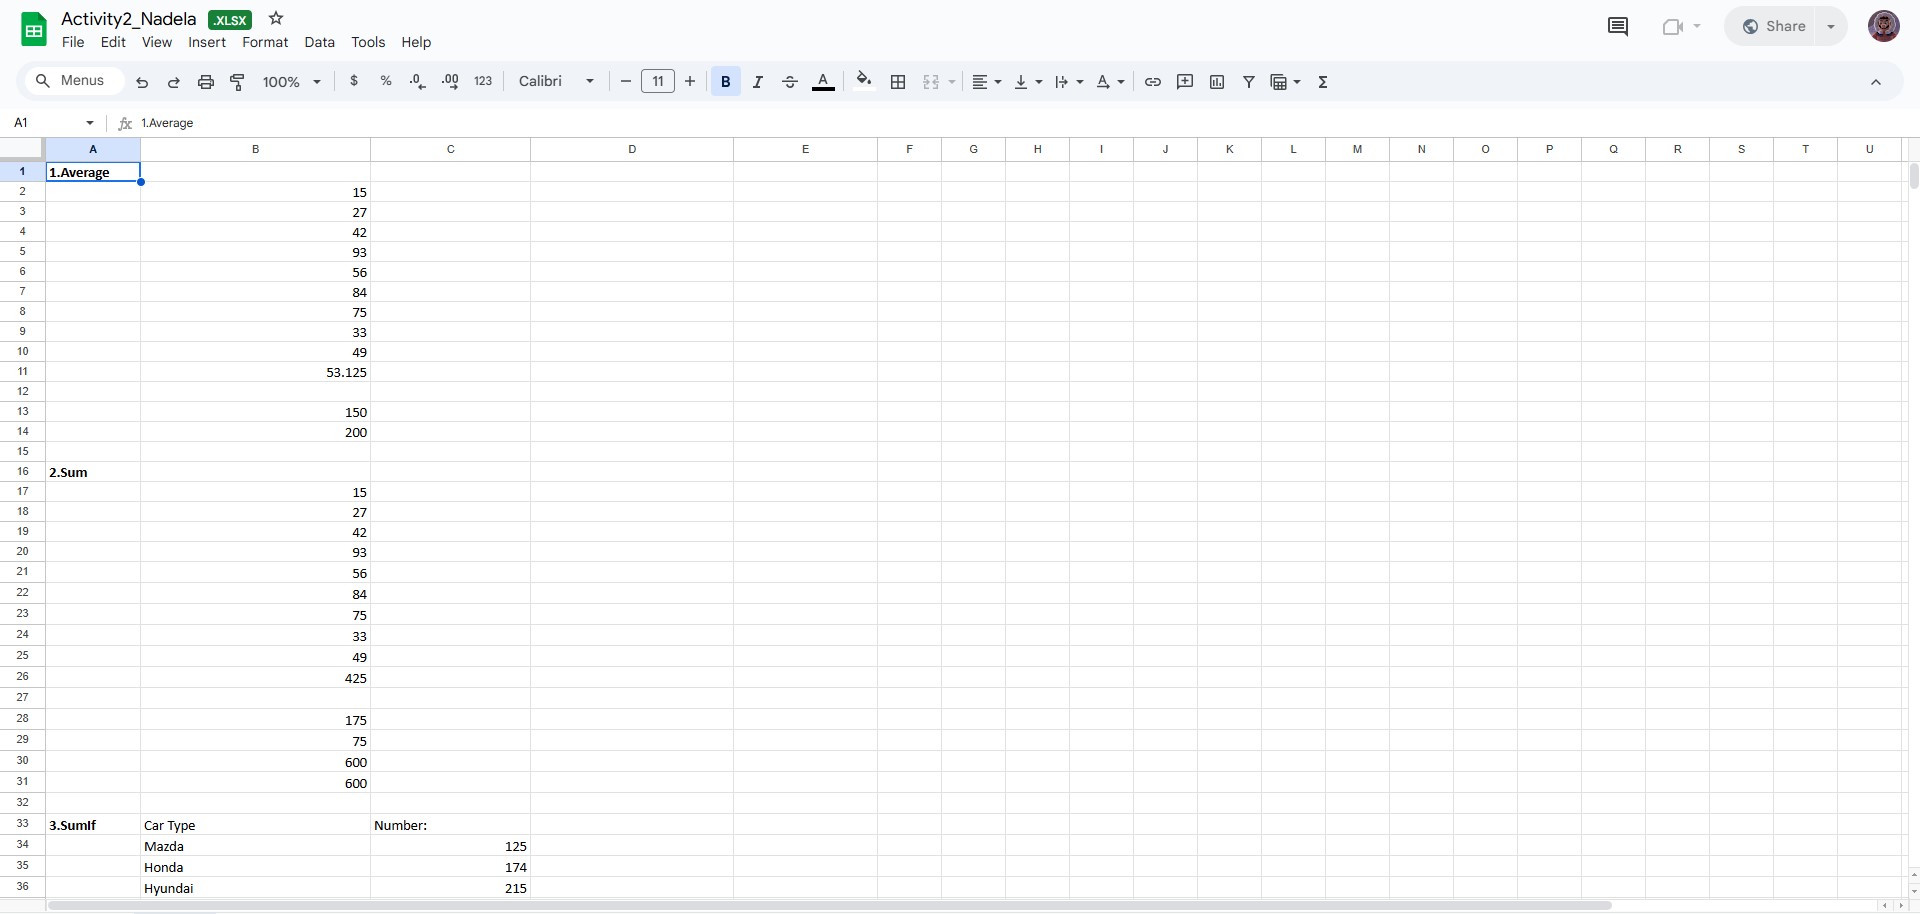 Activity2_Nadela .XLSX
File Edit View Insert Format Data Tools Help
Share
Menus 100% $ % .0 .00 123 Calibri 11 B I A Σ
A1 fx 1.Average
A B C D E F G H I J K L M N O P Q R S T U
1 1.Average
2 15
3 27
4 42
5 93
6 56
7 84
8 75
9 33
10 49
11 53.125
12
13 150
14 200
15
16 2.Sum
17 15
18 27
19 42
20 93
21 56
22 84
23 75
24 33
25 49
26 425
27
28 175
29 75
30 600
31 600
32
33 3.SumIf Car Type Number:
34 Mazda 125
35 Honda 174
36 Hyundai 215